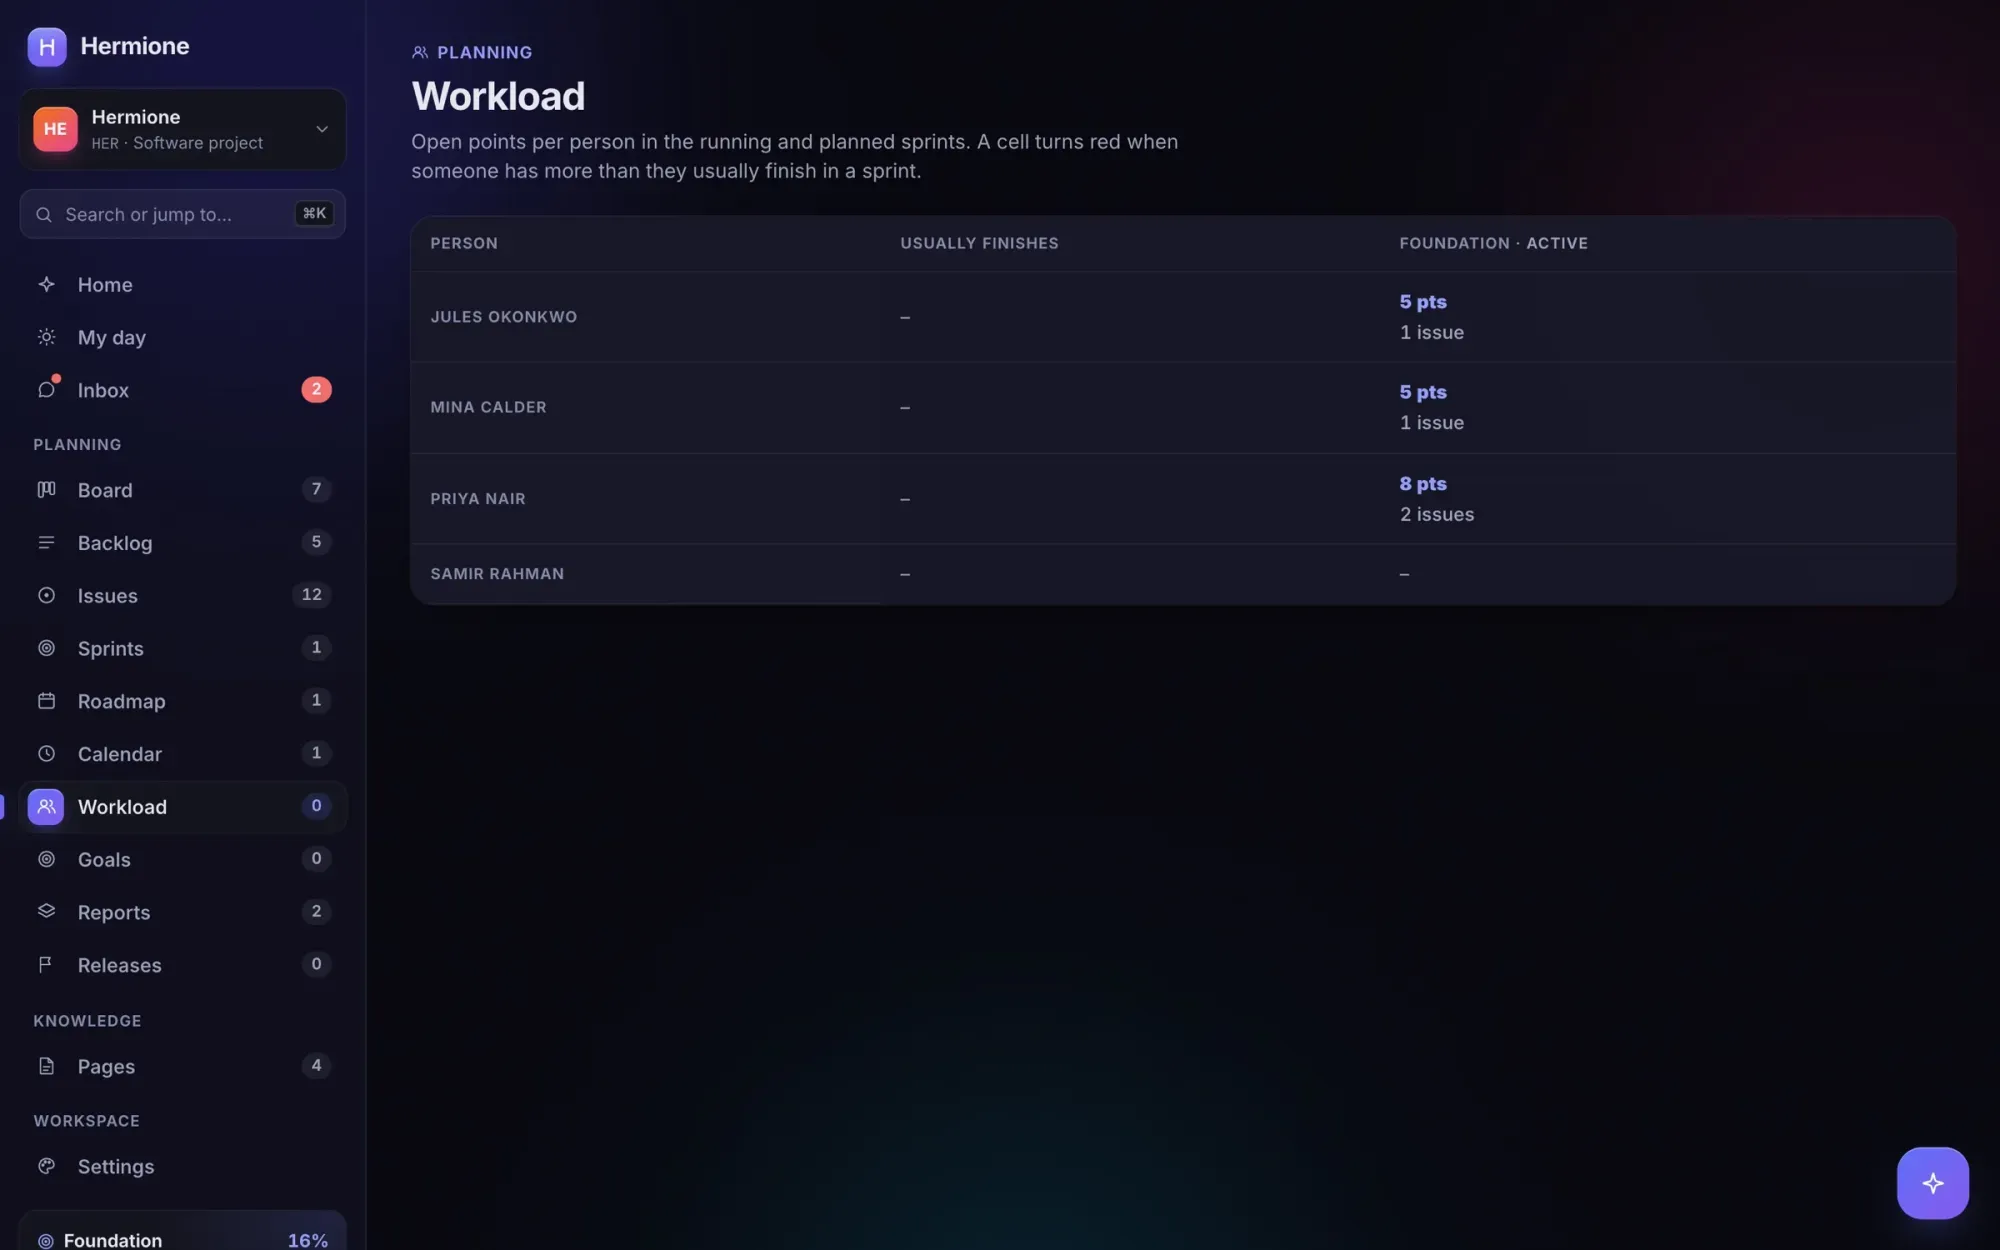 H Hermione
HE Hermione
HER · Software project
Search or jump to... ⌘K
Home
My day
Inbox 2
PLANNING
Board 7
Backlog 5
Issues 12
Sprints 1
Roadmap 1
Calendar 1
Workload 0
Goals 0
Reports 2
Releases 0
KNOWLEDGE
Pages 4
WORKSPACE
Settings
Foundation 16%
PLANNING
Workload
Open points per person in the running and planned sprints. A cell turns red when
someone has more than they usually finish in a sprint.
PERSON USUALLY FINISHES FOUNDATION · ACTIVE
JULES OKONKWO – 5 pts
1 issue
MINA CALDER – 5 pts
1 issue
PRIYA NAIR – 8 pts
2 issues
SAMIR RAHMAN – –